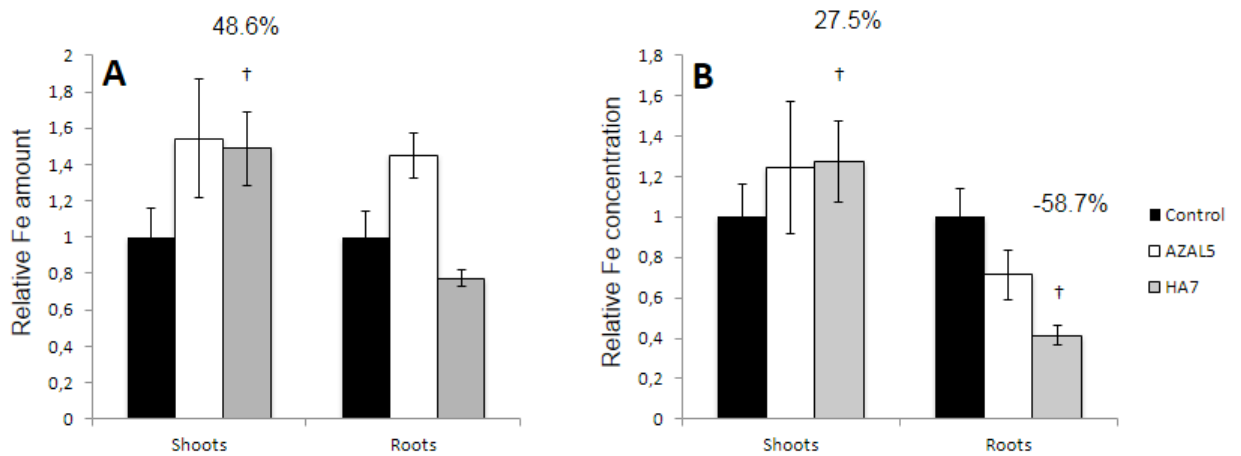 48.6%
A
†
Relative Fe amount
2
1,8
1,6
1,4
1,2
1
0,8
0,6
0,4
0,2
0
Shoots
Roots
27.5%
B
†
-58.7%
†
Relative Fe concentration
1,8
1,6
1,4
1,2
1
0,8
0,6
0,4
0,2
0
Shoots
Roots
Control
AZAL5
HA7